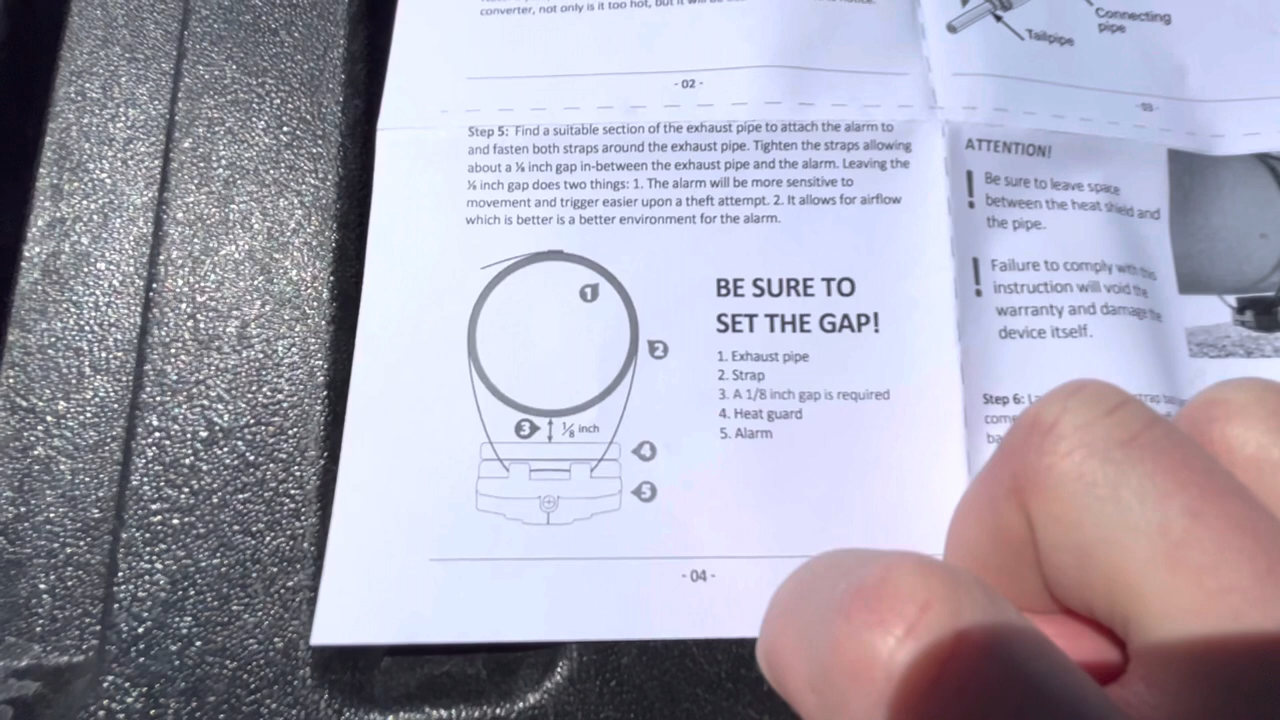 converter, not only is it too hot, but it will be
- 02 -
Tailpipe
Connecting
pipe
- 03 -
Step 5: Find a suitable section of the exhaust pipe to attach the alarm to
and fasten both straps around the exhaust pipe. Tighten the straps allowing
about a ⅛ inch gap in-between the exhaust pipe and the alarm. Leaving the
⅛ inch gap does two things: 1. The alarm will be more sensitive to
movement and trigger easier upon a theft attempt. 2. It allows for airflow
which is better is a better environment for the alarm.
1
2
3
⅛ inch
4
5
BE SURE TO
SET THE GAP!
1. Exhaust pipe
2. Strap
3. A 1/8 inch gap is required
4. Heat guard
5. Alarm
- 04 -
ATTENTION!
! Be sure to leave space
between the heat shield and
the pipe.
! Failure to comply with this
instruction will void the
warranty and damage the
device itself.
Step 6: